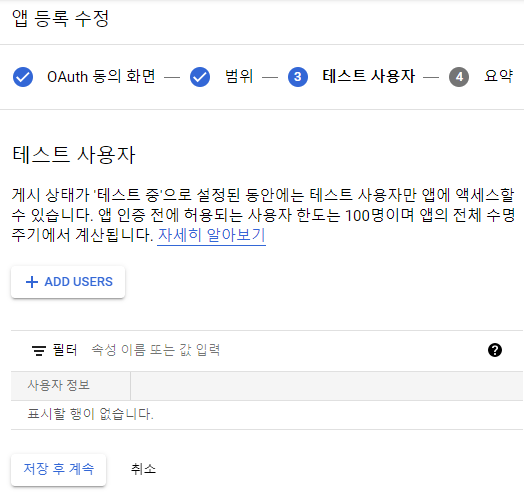 앱 등록 수정
OAuth 동의 화면 — 범위 — 3 테스트 사용자 — 4 요약
테스트 사용자
게시 상태가 '테스트 중'으로 설정된 동안에는 테스트 사용자만 앱에 액세스할
수 있습니다. 앱 인증 전에 허용되는 사용자 한도는 100명이며 앱의 전체 수명
주기에서 계산됩니다. 자세히 알아보기
+ ADD USERS
필터 속성 이름 또는 값 입력 ?
사용자 정보
표시할 행이 없습니다.
저장 후 계속 취소